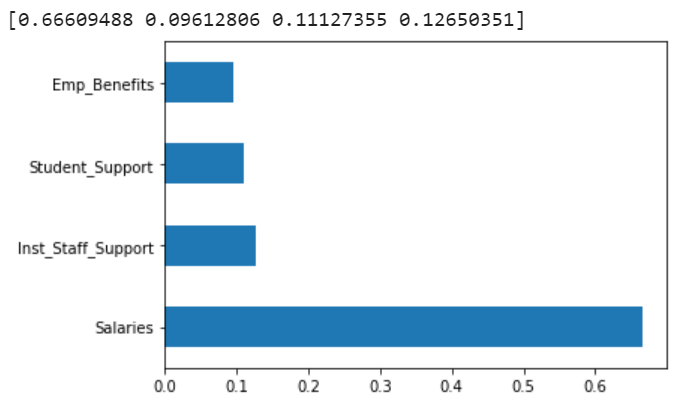 [0.66609488 0.09612806 0.11127355 0.12650351]
Emp_Benefits
Student_Support
Inst_Staff_Support
Salaries
0.0 0.1 0.2 0.3 0.4 0.5 0.6